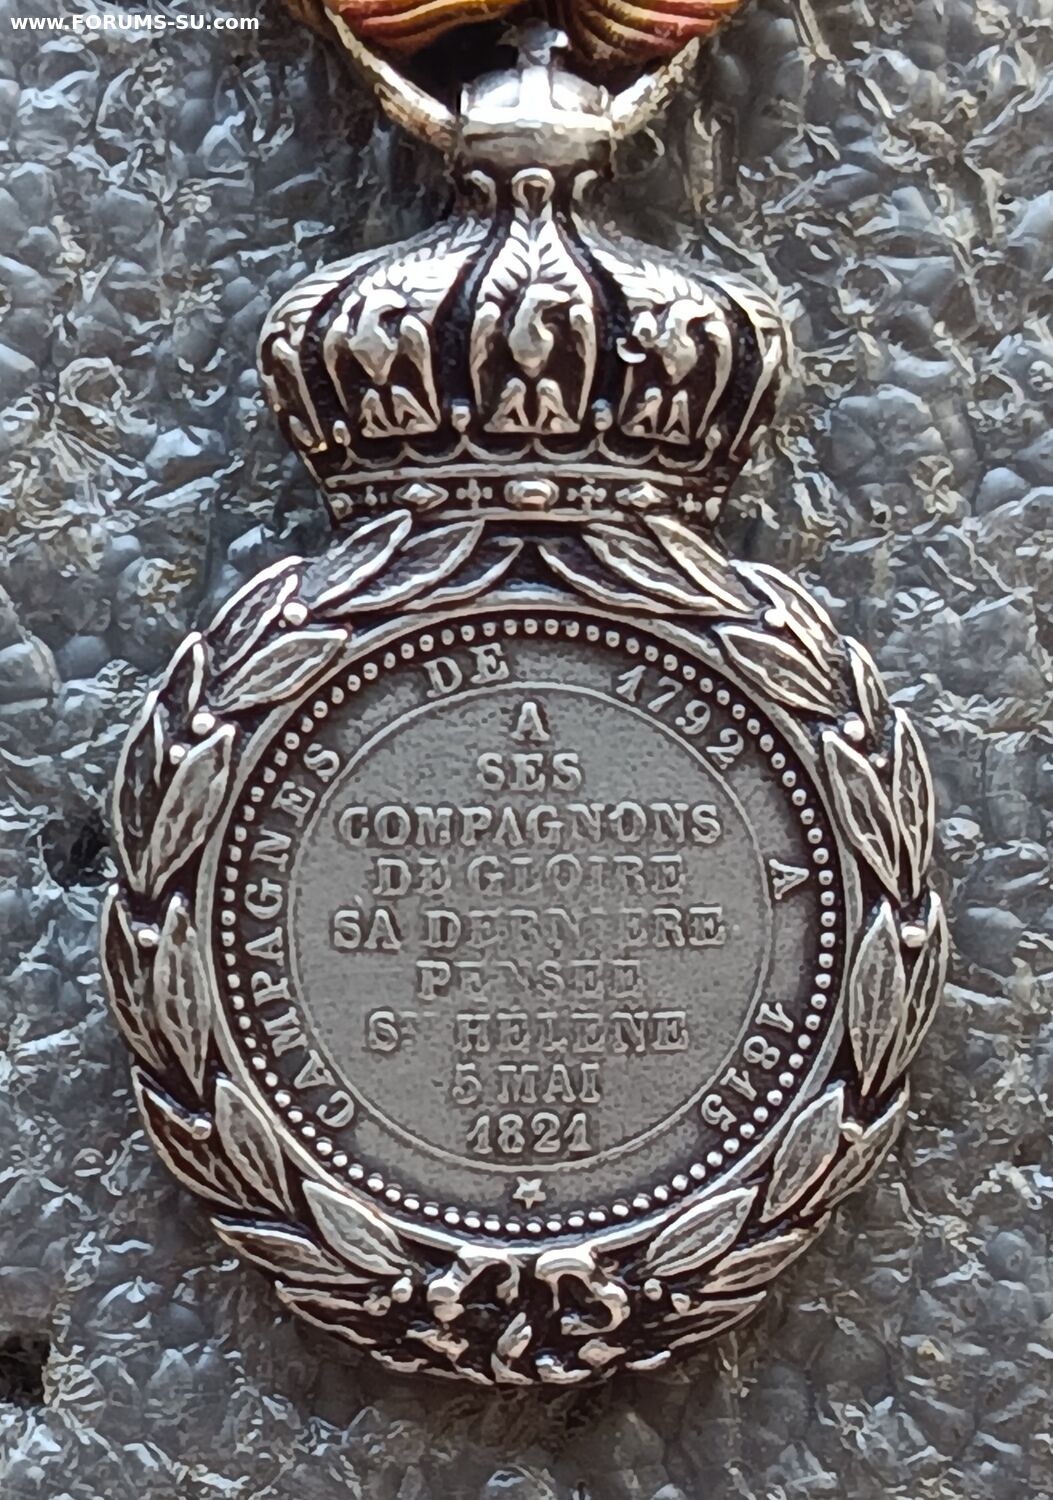 www.FORUMS-SU.com
CAMPAGNES DE 1792 A 1815
A
SES
COMPAGNONS
DE GLOIRE
SA DERNIERE
PENSEE
ST HÉLÈNE
5 MAI
1821